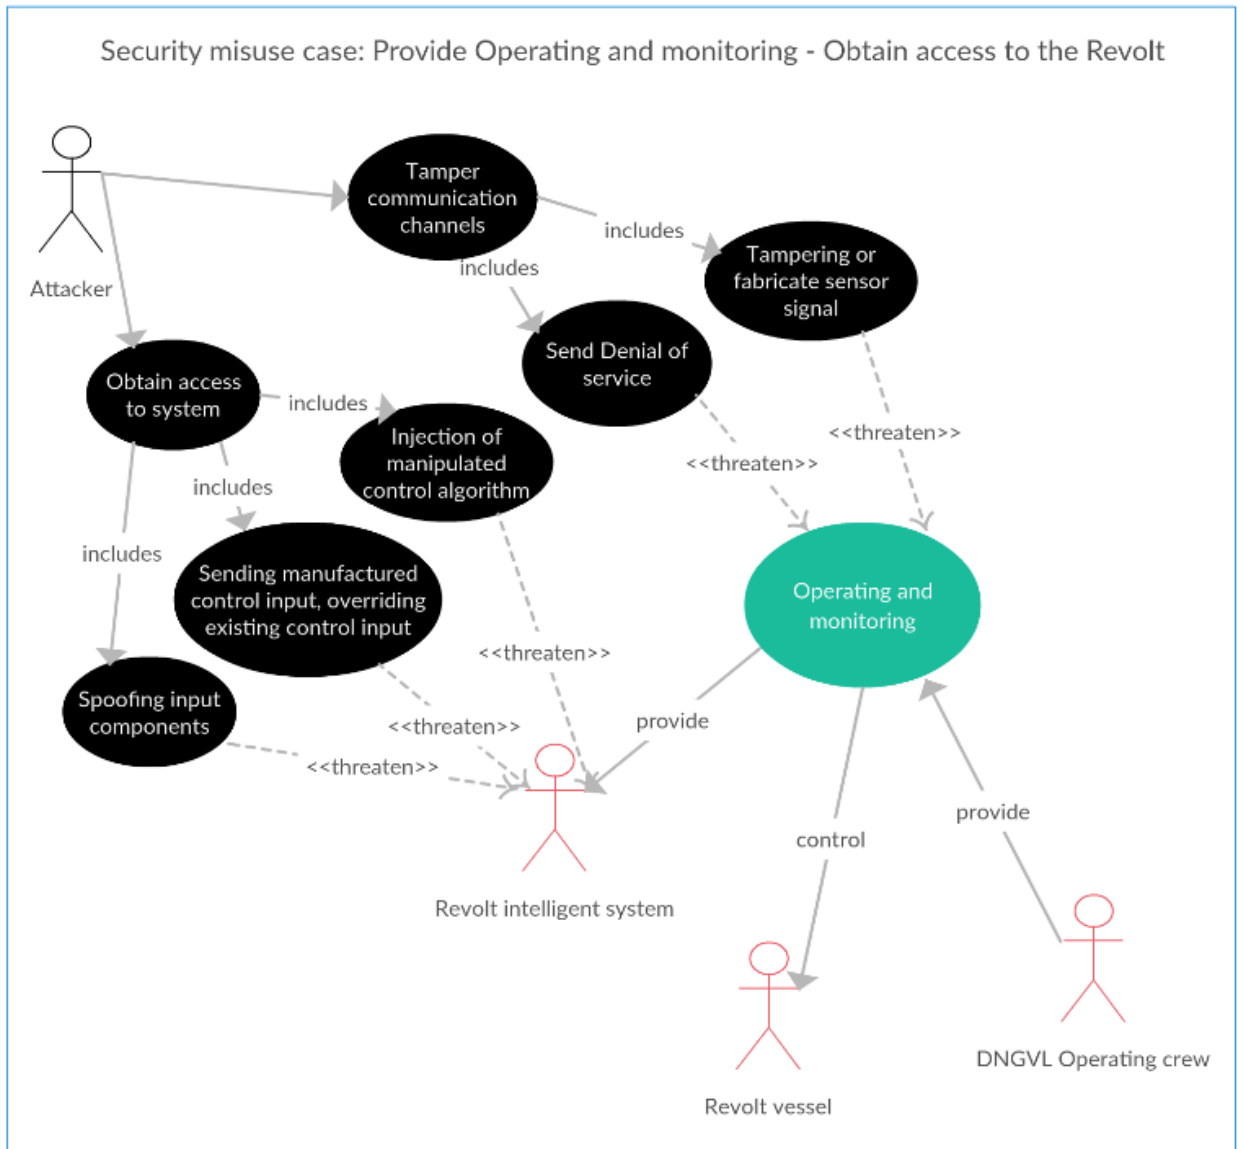 Security misuse case: Provide Operating and monitoring - Obtain access to the Revolt
Attacker
Tamper
communication
channels
includes
includes
Tampering or
fabricate sensor
signal
Send Denial of
service
Obtain access
to system
includes
Injection of
manipulated
control algorithm
<<threaten>>
<<threaten>>
includes
includes
Sending manufactured
control input, overriding
existing control input
Operating and
monitoring
<<threaten>>
Spoofing input
components
<<threaten>>
provide
<<threaten>>
control
provide
Revolt intelligent system
DNGVL Operating crew
Revolt vessel